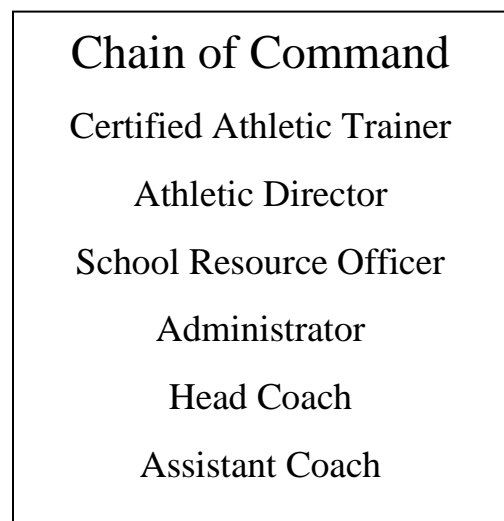 Chain of Command
Certified Athletic Trainer
Athletic Director
School Resource Officer
Administrator
Head Coach
Assistant Coach